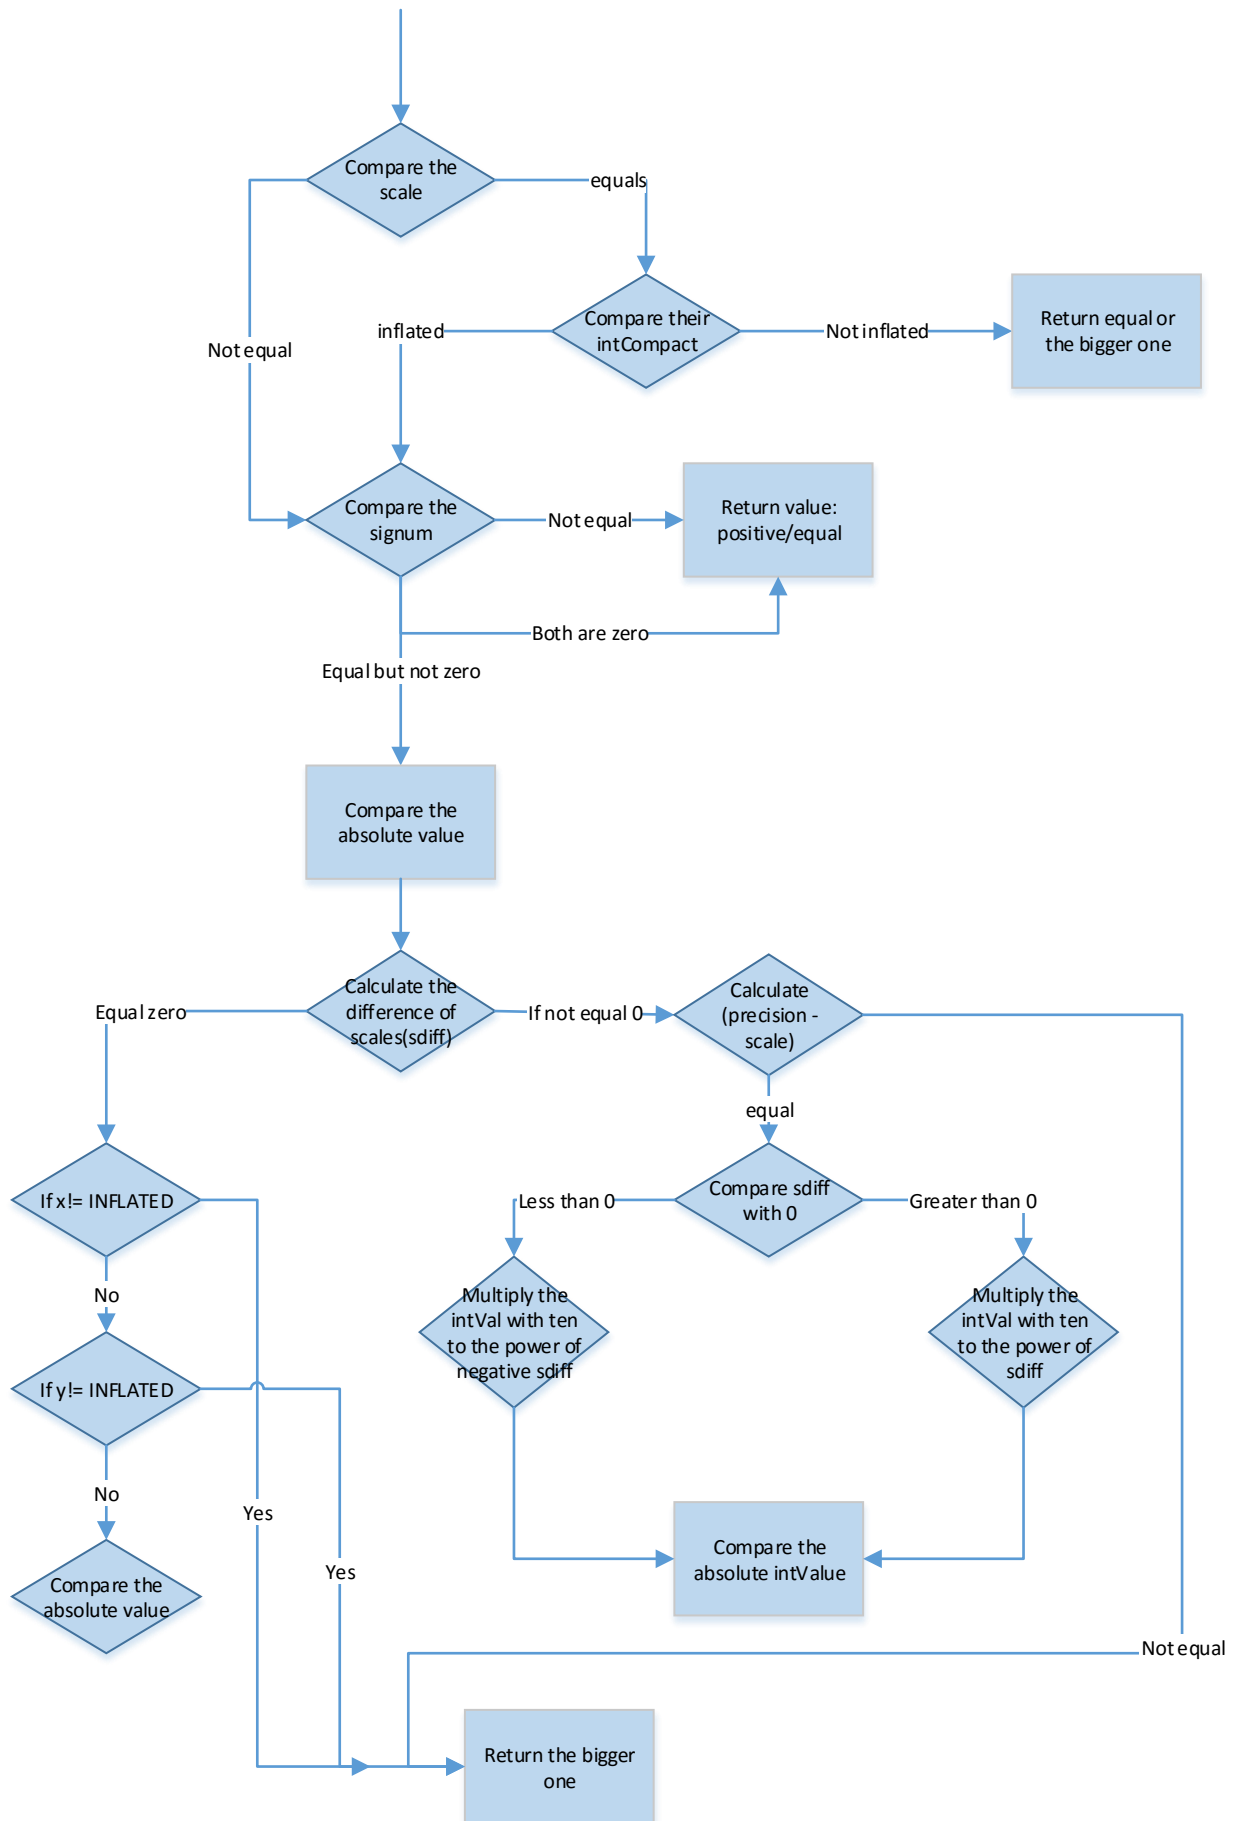 Compare the
scale
equals
Compare their
intCompact
inflated
Not inflated
Return equal or
the bigger one
Not equal
Compare the
signum
Not equal
Return value:
positive/equal
Both are zero
Equal but not zero
Compare the
absolute value
Calculate the
difference of
scales(sdiff)
Equal zero
If not equal 0
Calculate
(precision -
scale)
equal
If x!= INFLATED
Compare sdiff
with 0
Less than 0
Greater than 0
No
Multiply the
intVal with ten
to the power of
negative sdiff
Multiply the
intVal with ten
to the power of
sdiff
If y!= INFLATED
No
Yes
Yes
Compare the
absolute value
Compare the
absolute intValue
Not equal
Return the bigger
one